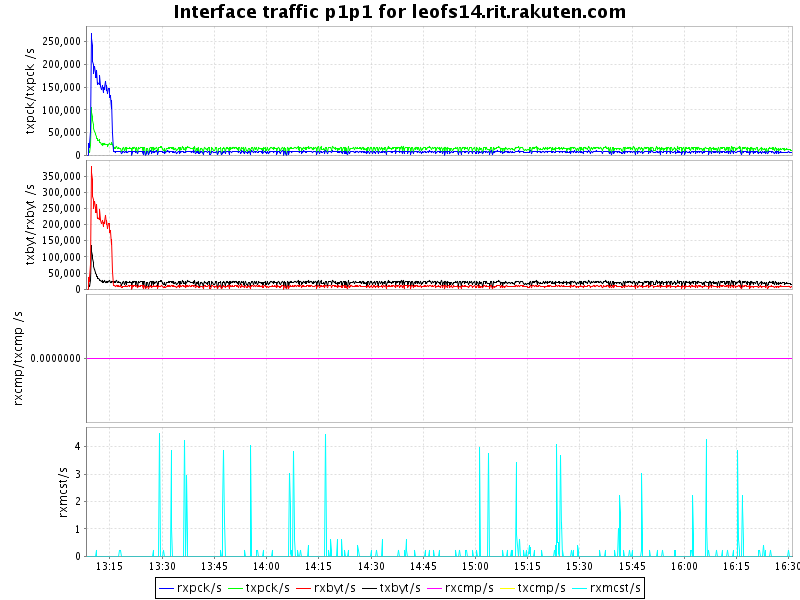 Interface traffic p1p1 for leofs14.rit.rakuten.com
txpck/txpck /s
250,000
200,000
150,000
100,000
50,000
0
txbyt/rxbyt /s
350,000
300,000
250,000
200,000
150,000
100,000
50,000
0
rxcmp/txcmp /s
0.0000000
rxmcst/s
4
3
2
1
0
13:15 13:30 13:45 14:00 14:15 14:30 14:45 15:00 15:15 15:30 15:45 16:00 16:15 16:30
rxpck/s txpck/s rxbyt/s txbyt/s rxcmp/s txcmp/s rxmcst/s